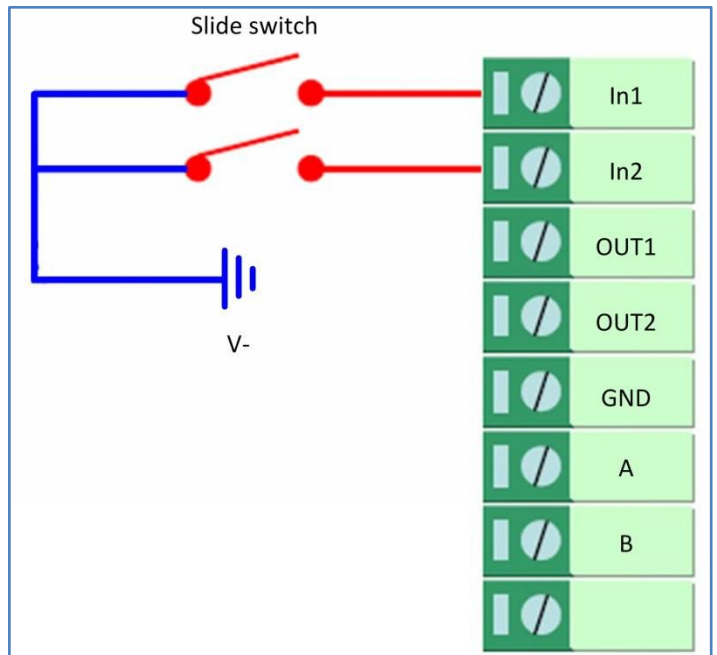 Slide switch
In1
In2
OUT1
OUT2
V-
GND
A
B